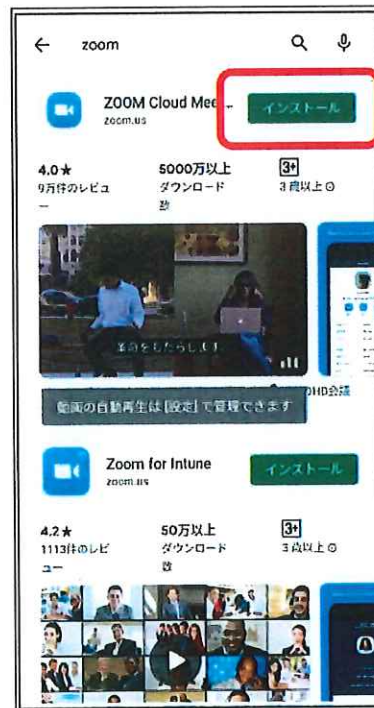 zoom
ZOOM Cloud Mee...
zoom.us
インストール
4.0★
9万件のレビュ
ー
5000万以上
ダウンロード
数
3+
3歳以上
革命をもたらします
HD会議
動画の自動再生は[設定]で管理できます
Zoom for Intune
zoom.us
インストール
4.2★
1113件のレビ
ュー
50万以上
ダウンロード
数
3+
3歳以上